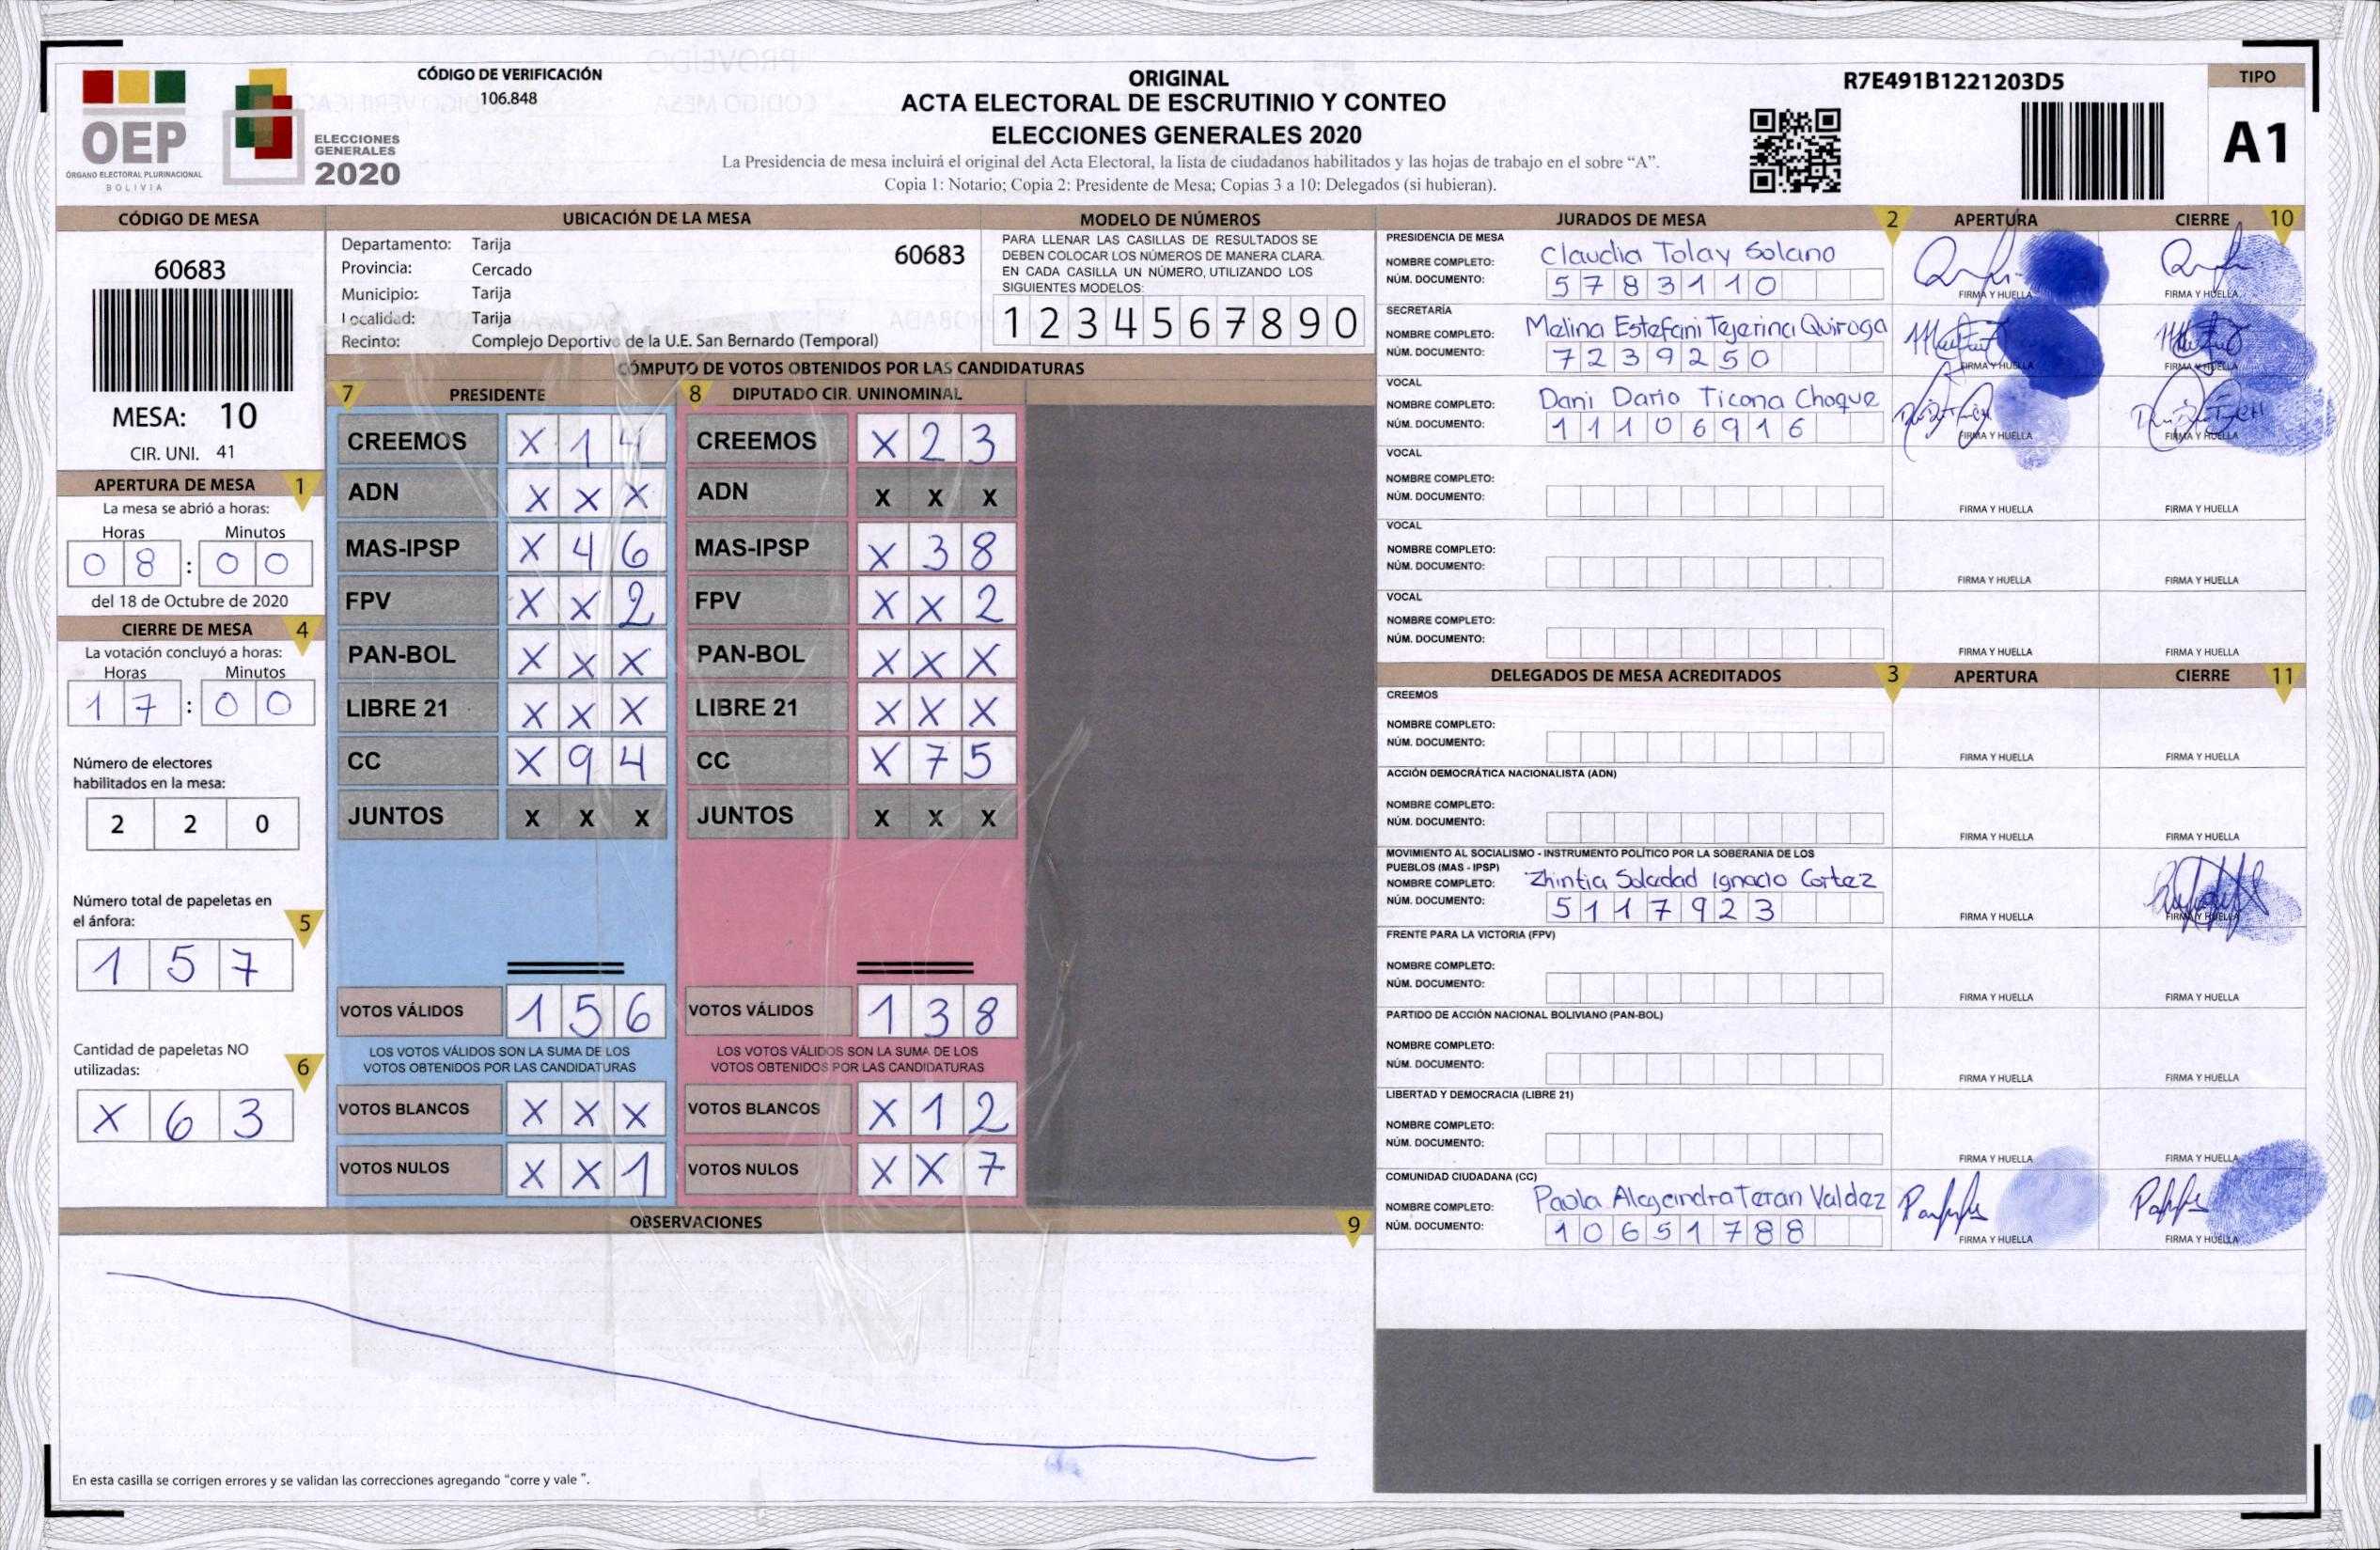 OEP
ÓRGANO ELECTORAL PLURINACIONAL
BOLIVIA
ELECCIONES
GENERALES
2020
CÓDIGO DE VERIFICACIÓN
106.848
ORIGINAL
ACTA ELECTORAL DE ESCRUTINIO Y CONTEO
ELECCIONES GENERALES 2020
La Presidencia de mesa incluirá el original del Acta Electoral, la lista de ciudadanos habilitados y las hojas de trabajo en el sobre “A”.
Copia 1: Notario; Copia 2: Presidente de Mesa; Copias 3 a 10: Delegados (si hubieran).
R7E491B1221203D5
TIPO
A1
CÓDIGO DE MESA
60683
MESA: 10
CIR. UNI. 41
APERTURA DE MESA 1
La mesa se abrió a horas:
Horas Minutos
0 8 : 0 0
del 18 de Octubre de 2020
CIERRE DE MESA 4
La votación concluyó a horas:
Horas Minutos
1 7 : 0 0
Número de electores
habilitados en la mesa:
2 2 0
Número total de papeletas en
el ánfora: 5
1 5 7
Cantidad de papeletas NO
utilizadas: 6
X 6 3
UBICACIÓN DE LA MESA
Departamento: Tarija
60683
Provincia: Cercado
Municipio: Tarija
Localidad: Tarija
Recinto: Complejo Deportivo de la U.E. San Bernardo (Temporal)
MODELO DE NÚMEROS
PARA LLENAR LAS CASILLAS DE RESULTADOS SE
DEBEN COLOCAR LOS NÚMEROS DE MANERA CLARA.
EN CADA CASILLA UN NÚMERO, UTILIZANDO LOS
SIGUIENTES MODELOS:
1 2 3 4 5 6 7 8 9 0
CÓMPUTO DE VOTOS OBTENIDOS POR LAS CANDIDATURAS
7 PRESIDENTE
CREEMOS X 1 4
ADN X X X
MAS-IPSP X 4 6
FPV X X 2
PAN-BOL X X X
LIBRE 21 X X X
CC X 9 4
JUNTOS X X X
VOTOS VÁLIDOS 1 5 6
LOS VOTOS VÁLIDOS SON LA SUMA DE LOS
VOTOS OBTENIDOS POR LAS CANDIDATURAS
VOTOS BLANCOS X X X
VOTOS NULOS X X 1
8 DIPUTADO CIR. UNINOMINAL
CREEMOS X 2 3
ADN X X X
MAS-IPSP X 3 8
FPV X X 2
PAN-BOL X X X
LIBRE 21 X X X
CC X 7 5
JUNTOS X X X
VOTOS VÁLIDOS 1 3 8
LOS VOTOS VÁLIDOS SON LA SUMA DE LOS
VOTOS OBTENIDOS POR LAS CANDIDATURAS
VOTOS BLANCOS X 1 2
VOTOS NULOS X X 7
OBSERVACIONES 9
En esta casilla se corrigen errores y se validan las correcciones agregando “corre y vale ”.
JURADOS DE MESA 2 APERTURA CIERRE 10
PRESIDENCIA DE MESA
NOMBRE COMPLETO: Claudia Tolay Solano
NÚM. DOCUMENTO: 5 7 8 3 1 1 0
FIRMA Y HUELLA FIRMA Y HUELLA
SECRETARÍA
NOMBRE COMPLETO: Melina Estefani Tejerina Quiroga
NÚM. DOCUMENTO: 7 2 3 9 2 5 0
FIRMA Y HUELLA FIRMA Y HUELLA
VOCAL
NOMBRE COMPLETO: Dani Dario Ticona Choque
NÚM. DOCUMENTO: 1 1 1 0 6 9 1 6
FIRMA Y HUELLA FIRMA Y HUELLA
VOCAL
NOMBRE COMPLETO:
NÚM. DOCUMENTO:
FIRMA Y HUELLA FIRMA Y HUELLA
VOCAL
NOMBRE COMPLETO:
NÚM. DOCUMENTO:
FIRMA Y HUELLA FIRMA Y HUELLA
VOCAL
NOMBRE COMPLETO:
NÚM. DOCUMENTO:
FIRMA Y HUELLA FIRMA Y HUELLA
DELEGADOS DE MESA ACREDITADOS 3 APERTURA CIERRE 11
CREEMOS
NOMBRE COMPLETO:
NÚM. DOCUMENTO:
FIRMA Y HUELLA FIRMA Y HUELLA
ACCIÓN DEMOCRÁTICA NACIONALISTA (ADN)
NOMBRE COMPLETO:
NÚM. DOCUMENTO:
FIRMA Y HUELLA FIRMA Y HUELLA
MOVIMIENTO AL SOCIALISMO - INSTRUMENTO POLÍTICO POR LA SOBERANIA DE LOS
PUEBLOS (MAS - IPSP)
NOMBRE COMPLETO: Zhintia Soledad Ignacio Cortez
NÚM. DOCUMENTO: 5 1 1 7 9 2 3
FIRMA Y HUELLA FIRMA Y HUELLA
FRENTE PARA LA VICTORIA (FPV)
NOMBRE COMPLETO:
NÚM. DOCUMENTO:
FIRMA Y HUELLA FIRMA Y HUELLA
PARTIDO DE ACCIÓN NACIONAL BOLIVIANO (PAN-BOL)
NOMBRE COMPLETO:
NÚM. DOCUMENTO:
FIRMA Y HUELLA FIRMA Y HUELLA
LIBERTAD Y DEMOCRACIA (LIBRE 21)
NOMBRE COMPLETO:
NÚM. DOCUMENTO:
FIRMA Y HUELLA FIRMA Y HUELLA
COMUNIDAD CIUDADANA (CC)
NOMBRE COMPLETO: Paola Alejandra Teran Valdez
NÚM. DOCUMENTO: 1 0 6 5 1 7 8 8
FIRMA Y HUELLA FIRMA Y HUELLA